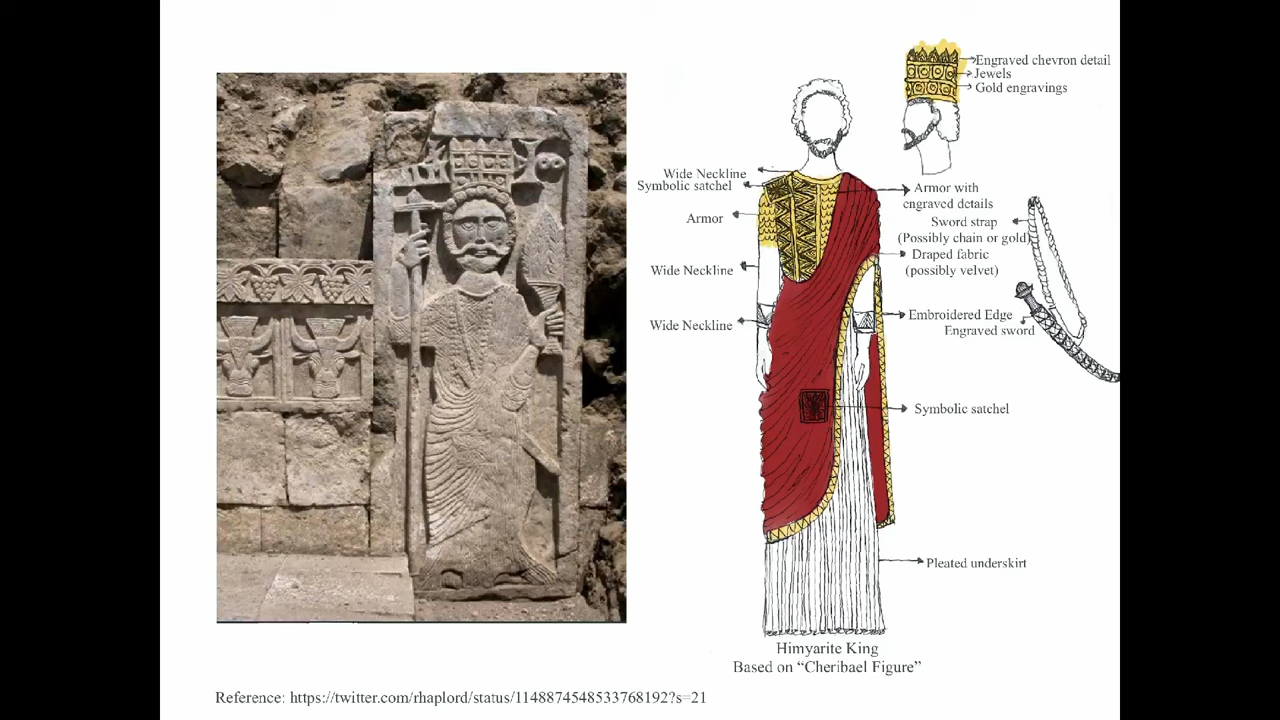 Engraved chevron detail
Jewels
Gold engravings
Wide Neckline
Symbolic satchel
Armor
Wide Neckline
Wide Neckline
Armor with
engraved details
Sword strap
(Possibly chain or gold)
Draped fabric
(possibly velvet)
Embroidered Edge
Engraved sword
Symbolic satchel
Pleated underskirt
Himyarite King
Based on “Cheribael Figure”
Reference: https://twitter.com/rhaplord/status/1148874548533768192?s=21